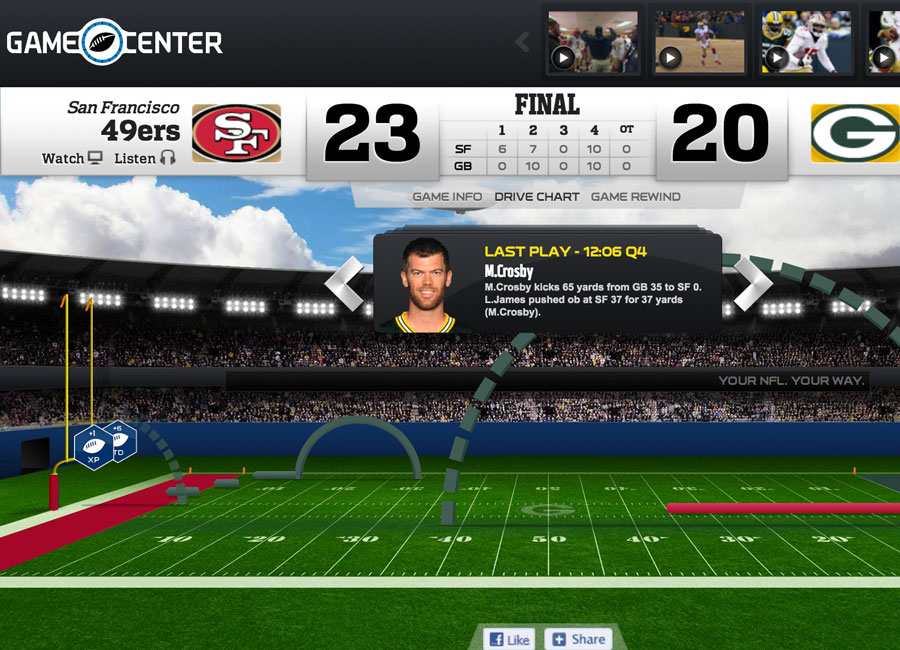 GAME CENTER
San Francisco
49ers
Watch Listen
SF
23
FINAL
1 2 3 4 OT
SF 6 7 0 10 0
GB 0 10 0 10 0
20
G
GAME INFO DRIVE CHART GAME REWIND
LAST PLAY - 12:06 Q4
M.Crosby
M.Crosby kicks 65 yards from GB 35 to SF 0.
L.James pushed ob at SF 37 for 37 yards
(M.Crosby).
YOUR NFL. YOUR WAY.
+1
XP
+6
TD
G
10 20 30 40 50 40 30 20
Like Share